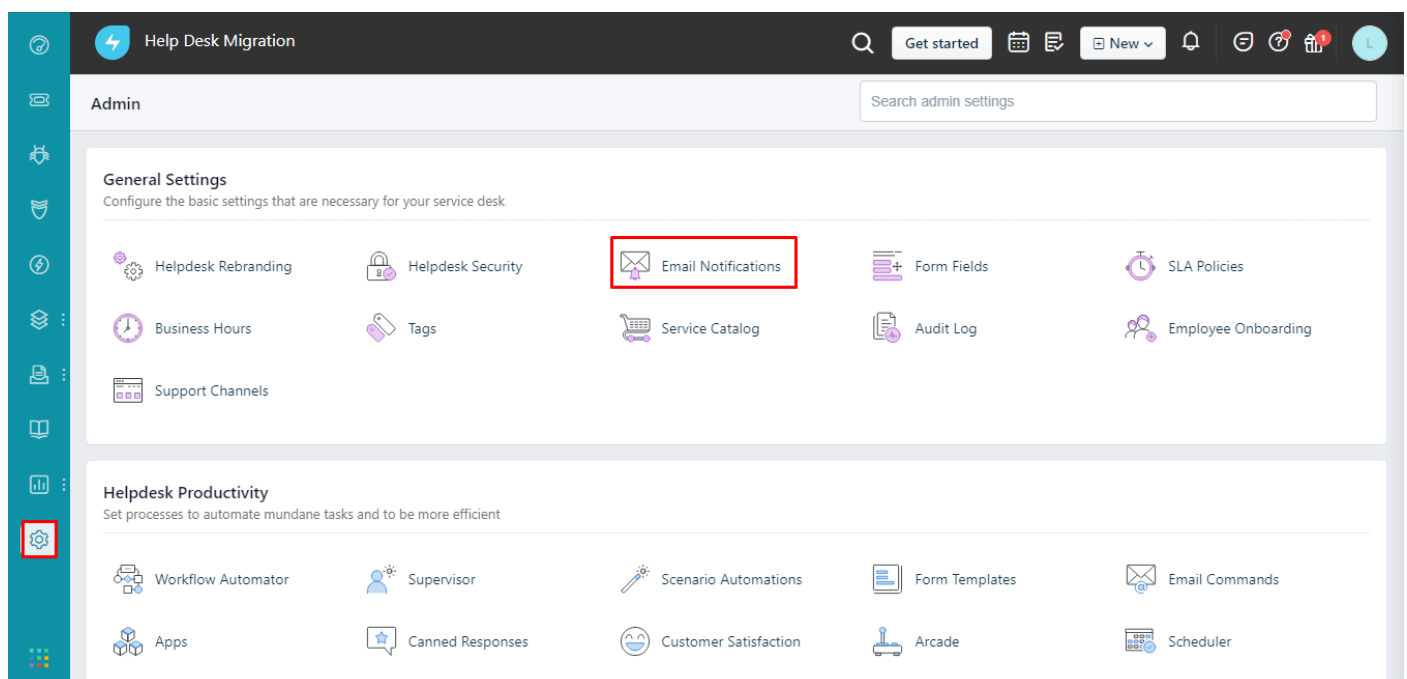 Help Desk Migration
Get started
New
1
L
Admin
Search admin settings
General Settings
Configure the basic settings that are necessary for your service desk
Helpdesk Rebranding
Helpdesk Security
Email Notifications
Form Fields
SLA Policies
Business Hours
Tags
Service Catalog
Audit Log
Employee Onboarding
Support Channels
Helpdesk Productivity
Set processes to automate mundane tasks and to be more efficient
Workflow Automator
Supervisor
Scenario Automations
Form Templates
Email Commands
Apps
Canned Responses
Customer Satisfaction
Arcade
Scheduler